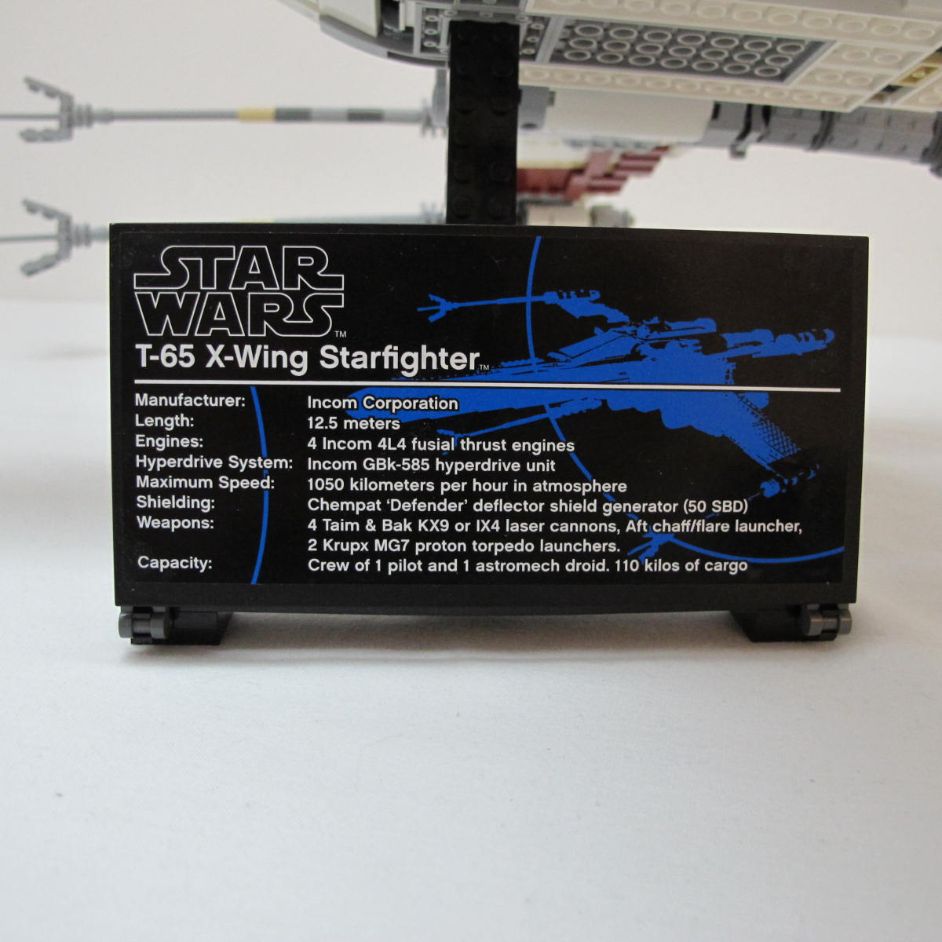 STAR
WARS™
T-65 X-Wing Starfighter™
Manufacturer: Incom Corporation
Length: 12.5 meters
Engines: 4 Incom 4L4 fusial thrust engines
Hyperdrive System: Incom GBk-585 hyperdrive unit
Maximum Speed: 1050 kilometers per hour in atmosphere
Shielding: Chempat ‘Defender’ deflector shield generator (50 SBD)
Weapons: 4 Taim & Bak KX9 or IX4 laser cannons, Aft chaff/flare launcher,
2 Krupx MG7 proton torpedo launchers.
Capacity: Crew of 1 pilot and 1 astromech droid. 110 kilos of cargo